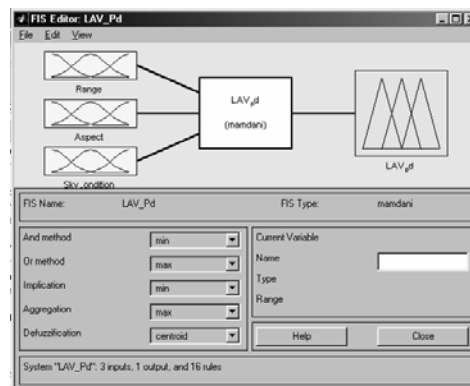 FIS Editor: LAV_Pd
File Edit View
Range
Aspect
Sky_ondition
LAV_Pd
(mamdani)
LAV_Pd
FIS Name: LAV_Pd FIS Type: mamdani
And method min
Or method max
Implication min
Aggregation max
Defuzzification centroid
Current Variable
Name
Type
Range
Help Close
System "LAV_Pd": 3 inputs, 1 output, and 16 rules